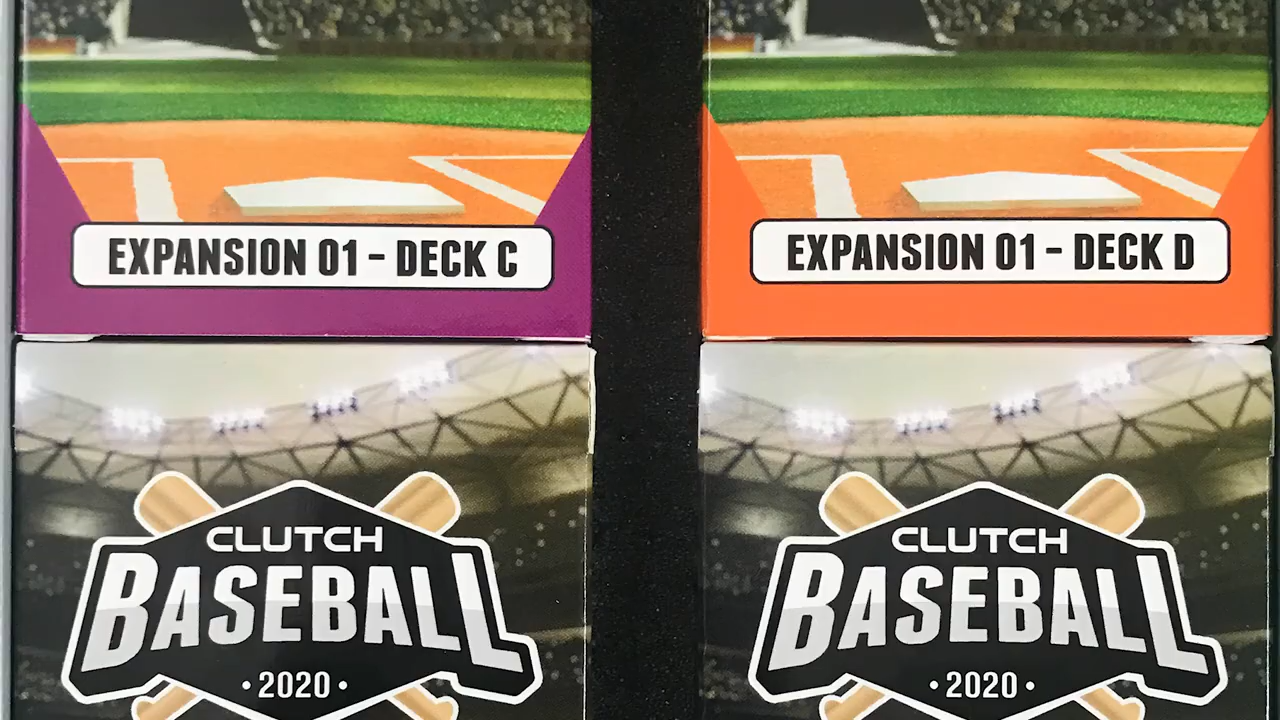 EXPANSION 01 - DECK C
EXPANSION 01 - DECK D
CLUTCH
BASEBALL
• 2020 •
CLUTCH
BASEBALL
• 2020 •